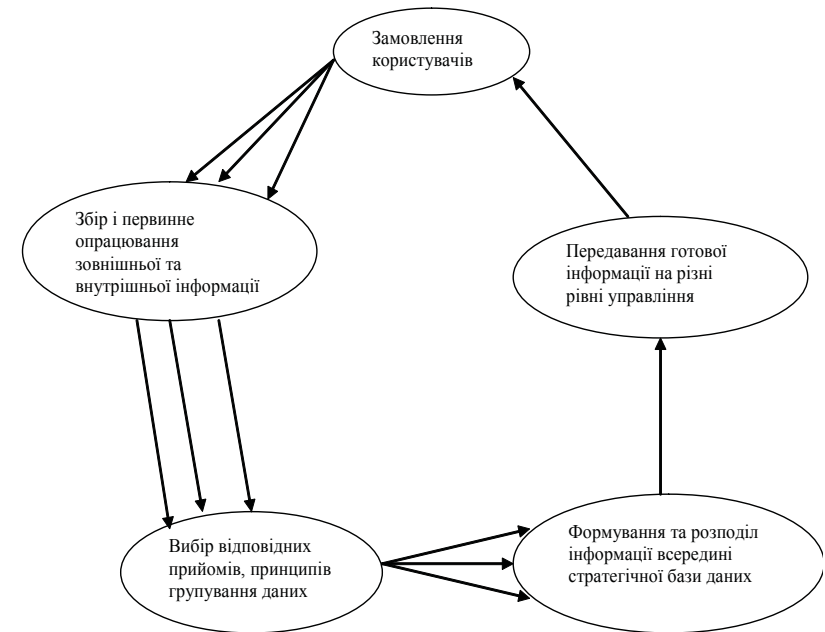 Замовлення
користувачів
Збір і первинне
опрацювання
зовнішньої та
внутрішньої інформації
Передавання готової
інформації на різні
рівні управління
Вибір відповідних
прийомів, принципів
групування даних
Формування та розподіл
інформації всередині
стратегічної бази даних